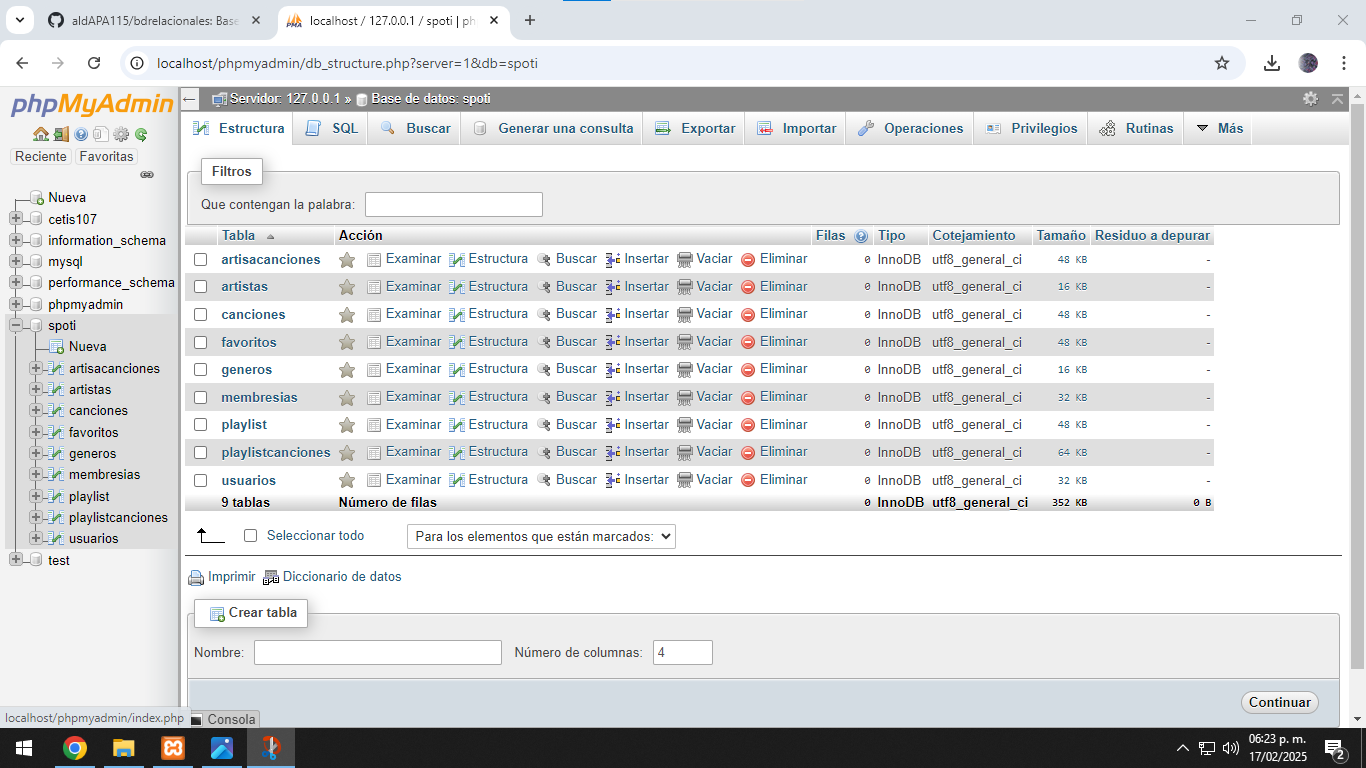 aldAPA115/bdrelacionales: Base
localhost / 127.0.0.1 / spoti | ph
localhost/phpmyadmin/db_structure.php?server=1&db=spoti
phpMyAdmin
Reciente Favoritas
Nueva
cetis107
information_schema
mysql
performance_schema
phpmyadmin
spoti
Nueva
artisacanciones
artistas
canciones
favoritos
generos
membresias
playlist
playlistcanciones
usuarios
test
Servidor: 127.0.0.1 » Base de datos: spoti
Estructura SQL Buscar Generar una consulta Exportar Importar Operaciones Privilegios Rutinas Más
Filtros
Que contengan la palabra:
Tabla Acción Filas Tipo Cotejamiento Tamaño Residuo a depurar
artisacanciones Examinar Estructura Buscar Insertar Vaciar Eliminar 0 InnoDB utf8_general_ci 48 KB -
artistas Examinar Estructura Buscar Insertar Vaciar Eliminar 0 InnoDB utf8_general_ci 16 KB -
canciones Examinar Estructura Buscar Insertar Vaciar Eliminar 0 InnoDB utf8_general_ci 48 KB -
favoritos Examinar Estructura Buscar Insertar Vaciar Eliminar 0 InnoDB utf8_general_ci 48 KB -
generos Examinar Estructura Buscar Insertar Vaciar Eliminar 0 InnoDB utf8_general_ci 16 KB -
membresias Examinar Estructura Buscar Insertar Vaciar Eliminar 0 InnoDB utf8_general_ci 32 KB -
playlist Examinar Estructura Buscar Insertar Vaciar Eliminar 0 InnoDB utf8_general_ci 48 KB -
playlistcanciones Examinar Estructura Buscar Insertar Vaciar Eliminar 0 InnoDB utf8_general_ci 64 KB -
usuarios Examinar Estructura Buscar Insertar Vaciar Eliminar 0 InnoDB utf8_general_ci 32 KB -
9 tablas Número de filas 0 InnoDB utf8_general_ci 352 KB 0 B
Seleccionar todo Para los elementos que están marcados:
Imprimir Diccionario de datos
Crear tabla
Nombre: Número de columnas: 4
Continuar
localhost/phpmyadmin/index.php
Consola
06:23 p. m.
17/02/2025
2